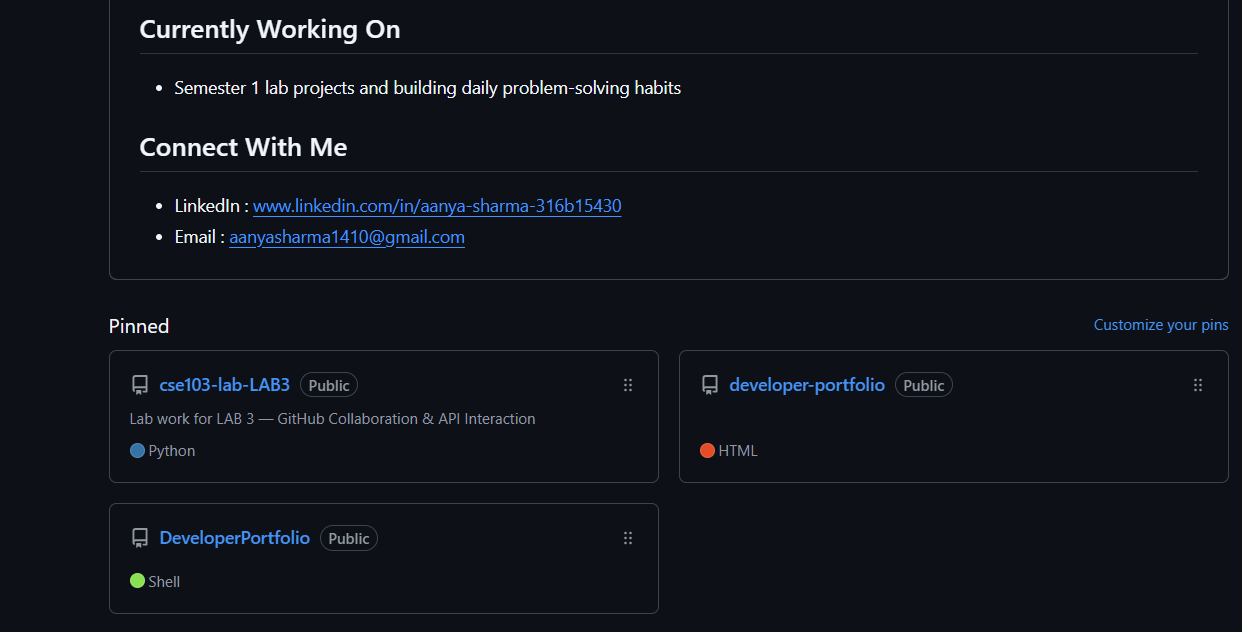 Currently Working On
Semester 1 lab projects and building daily problem-solving habits
Connect With Me
LinkedIn : www.linkedin.com/in/aanya-sharma-316b15430
Email : aanyasharma1410@gmail.com
Pinned
Customize your pins
cse103-lab-LAB3 Public
Lab work for LAB 3 — GitHub Collaboration & API Interaction
Python
developer-portfolio Public
HTML
DeveloperPortfolio Public
Shell